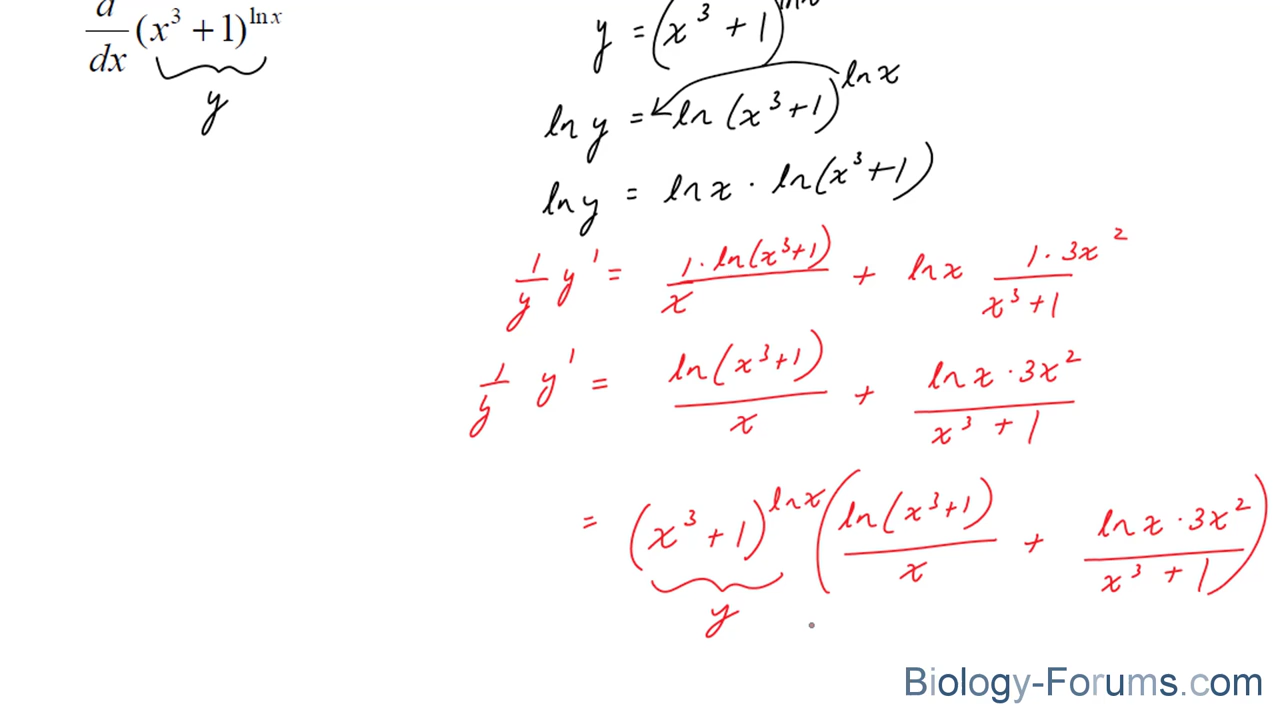 d/dx (x³ + 1)^(ln x)
y
y = (x³ + 1)^(ln x)
ln y = ln (x³+1)^(ln x)
ln y = ln x · ln(x³+1)
1/y y' = 1·ln(x³+1)/x + ln x 1·3x²/(x³+1)
1/y y' = ln(x³+1)/x + ln x·3x²/(x³+1)
= (x³+1)^(ln x) (ln(x³+1)/x + ln x·3x²/(x³+1))
y
Biology-Forums.com